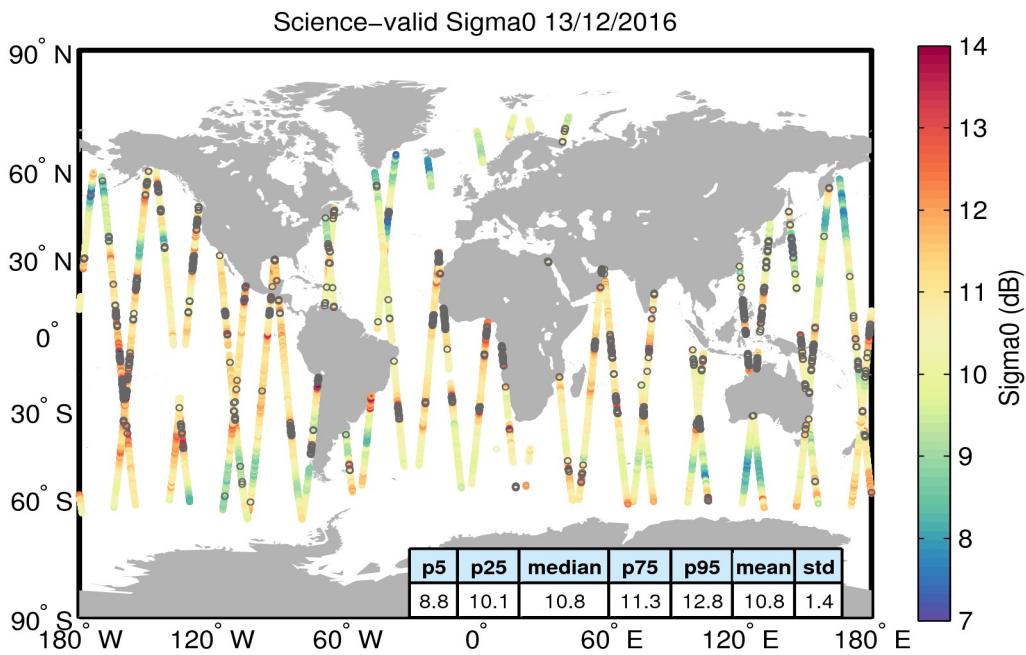 Science−valid Sigma0 13/12/2016
90° N
60° N
30° N
0°
30° S
60° S
90° S
180° W
120° W
60° W
0°
60° E
120° E
180° E
14
13
12
11
10
9
8
7
Sigma0 (dB)
p5 p25 median p75 p95 mean std
8.8 10.1 10.8 11.3 12.8 10.8 1.4